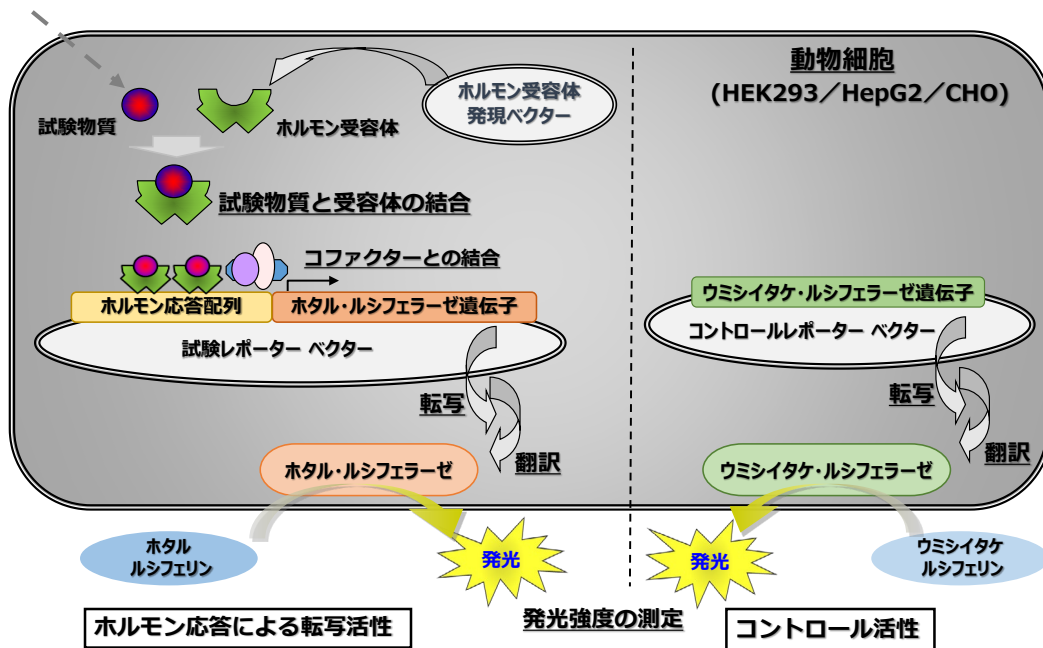 動物細胞
(HEK293／HepG2／CHO)
ホルモン受容体
発現ベクター
試験物質
ホルモン受容体
試験物質と受容体の結合
コファクターとの結合
ホルモン応答配列
ホタル・ルシフェラーゼ遺伝子
試験レポーター ベクター
転写
翻訳
ホタル・ルシフェラーゼ
ホタル
ルシフェリン
発光
ホルモン応答による転写活性
発光強度の測定
ウミシイタケ・ルシフェラーゼ遺伝子
コントロールレポーター ベクター
転写
翻訳
ウミシイタケ・ルシフェラーゼ
発光
ウミシイタケ
ルシフェリン
コントロール活性